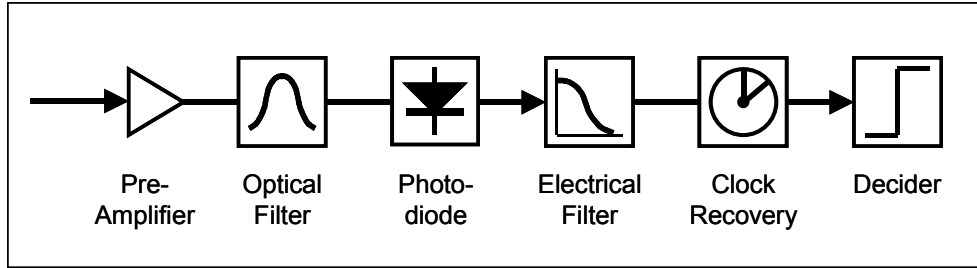 Pre-
Amplifier
Optical
Filter
Photo-
diode
Electrical
Filter
Clock
Recovery
Decider